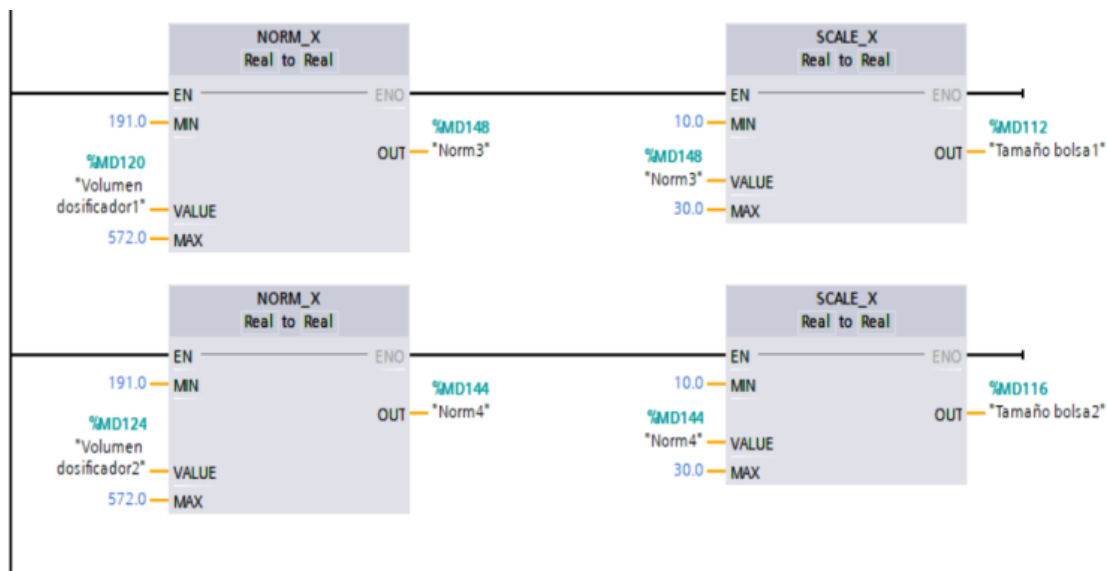 NORM_X
Real to Real
EN
ENO
191.0
MIN
%MD148
OUT
"Norm3"
%MD120
"Volumen
dosificador1"
VALUE
572.0
MAX
SCALE_X
Real to Real
EN
ENO
10.0
MIN
%MD112
OUT
"Tamaño bolsa1"
%MD148
"Norm3"
VALUE
30.0
MAX
NORM_X
Real to Real
EN
ENO
191.0
MIN
%MD144
OUT
"Norm4"
%MD124
"Volumen
dosificador2"
VALUE
572.0
MAX
SCALE_X
Real to Real
EN
ENO
10.0
MIN
%MD116
OUT
"Tamaño bolsa2"
%MD144
"Norm4"
VALUE
30.0
MAX